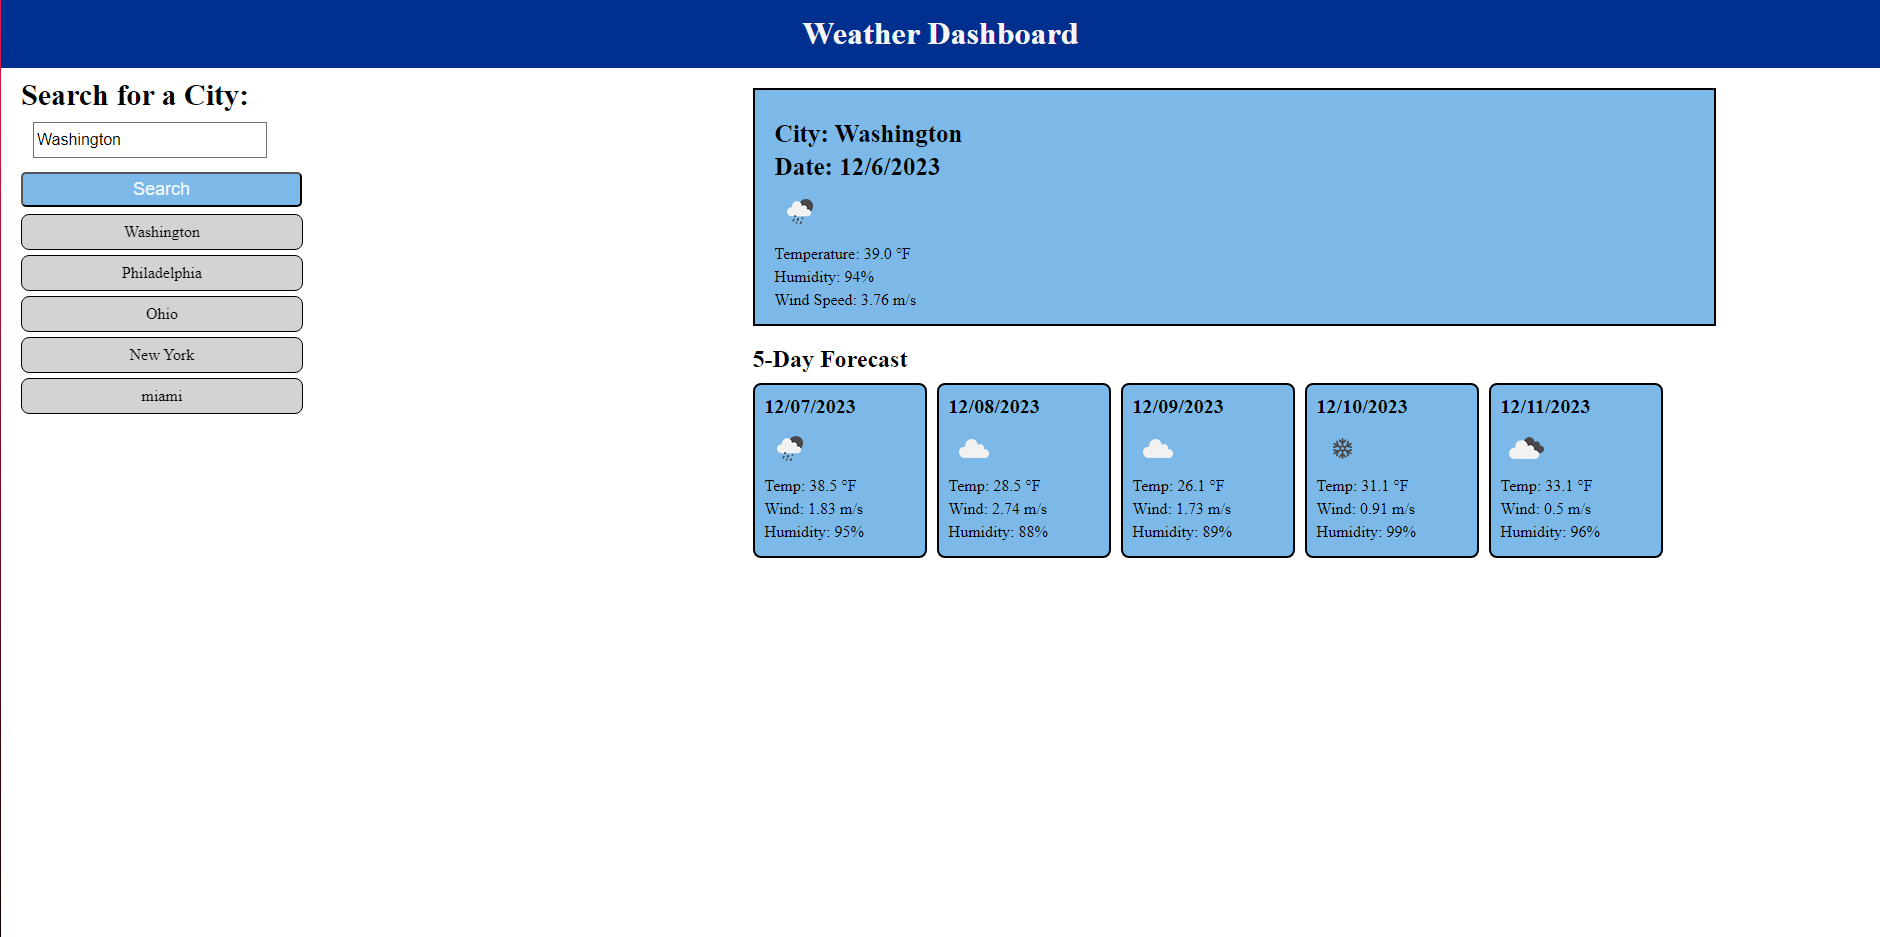 Weather Dashboard
Search for a City:
Washington
Search
Washington
Philadelphia
Ohio
New York
miami
City: Washington
Date: 12/6/2023
Temperature: 39.0 °F
Humidity: 94%
Wind Speed: 3.76 m/s
5-Day Forecast
12/07/2023
Temp: 38.5 °F
Wind: 1.83 m/s
Humidity: 95%
12/08/2023
Temp: 28.5 °F
Wind: 2.74 m/s
Humidity: 88%
12/09/2023
Temp: 26.1 °F
Wind: 1.73 m/s
Humidity: 89%
12/10/2023
Temp: 31.1 °F
Wind: 0.91 m/s
Humidity: 99%
12/11/2023
Temp: 33.1 °F
Wind: 0.5 m/s
Humidity: 96%